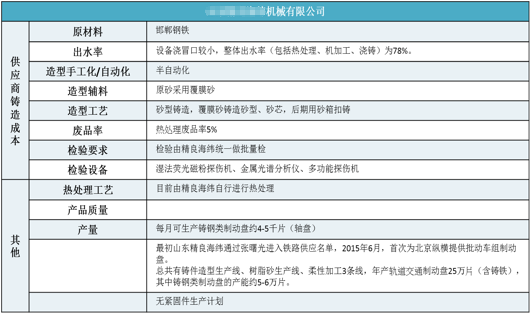 机械有限公司
供应商铸造成本
原材料 邯郸钢铁
出水率 设备浇冒口较小，整体出水率（包括热处理、机加工、浇铸）为78%。
造型手工化/自动化 半自动化
造型辅料 原砂采用覆膜砂
造型工艺 砂型铸造，覆膜砂铸造砂型、砂芯，后期用砂箱扣铸
废品率 热处理废品率5%
检验要求 检验由精良海纬统一做批量检
检验设备 湿法荧光磁粉探伤机、金属光谱分析仪、多功能探伤机
其他
热处理工艺 目前由精良海纬自行进行热处理
产品质量
产量 每月可生产铸钢类制动盘约4-5千片（轴盘）
最初山东精良海纬通过张曙光进入铁路供应名单，2015年6月，首次为北京纵横提供批动车组制动
盘。
总共有铸件造型生产线、树脂砂生产线、柔性加工3条线，年产轨道交通制动盘25万片（含铸铁），
其中铸钢类制动盘的产能约5-6万片。
无紧固件生产计划